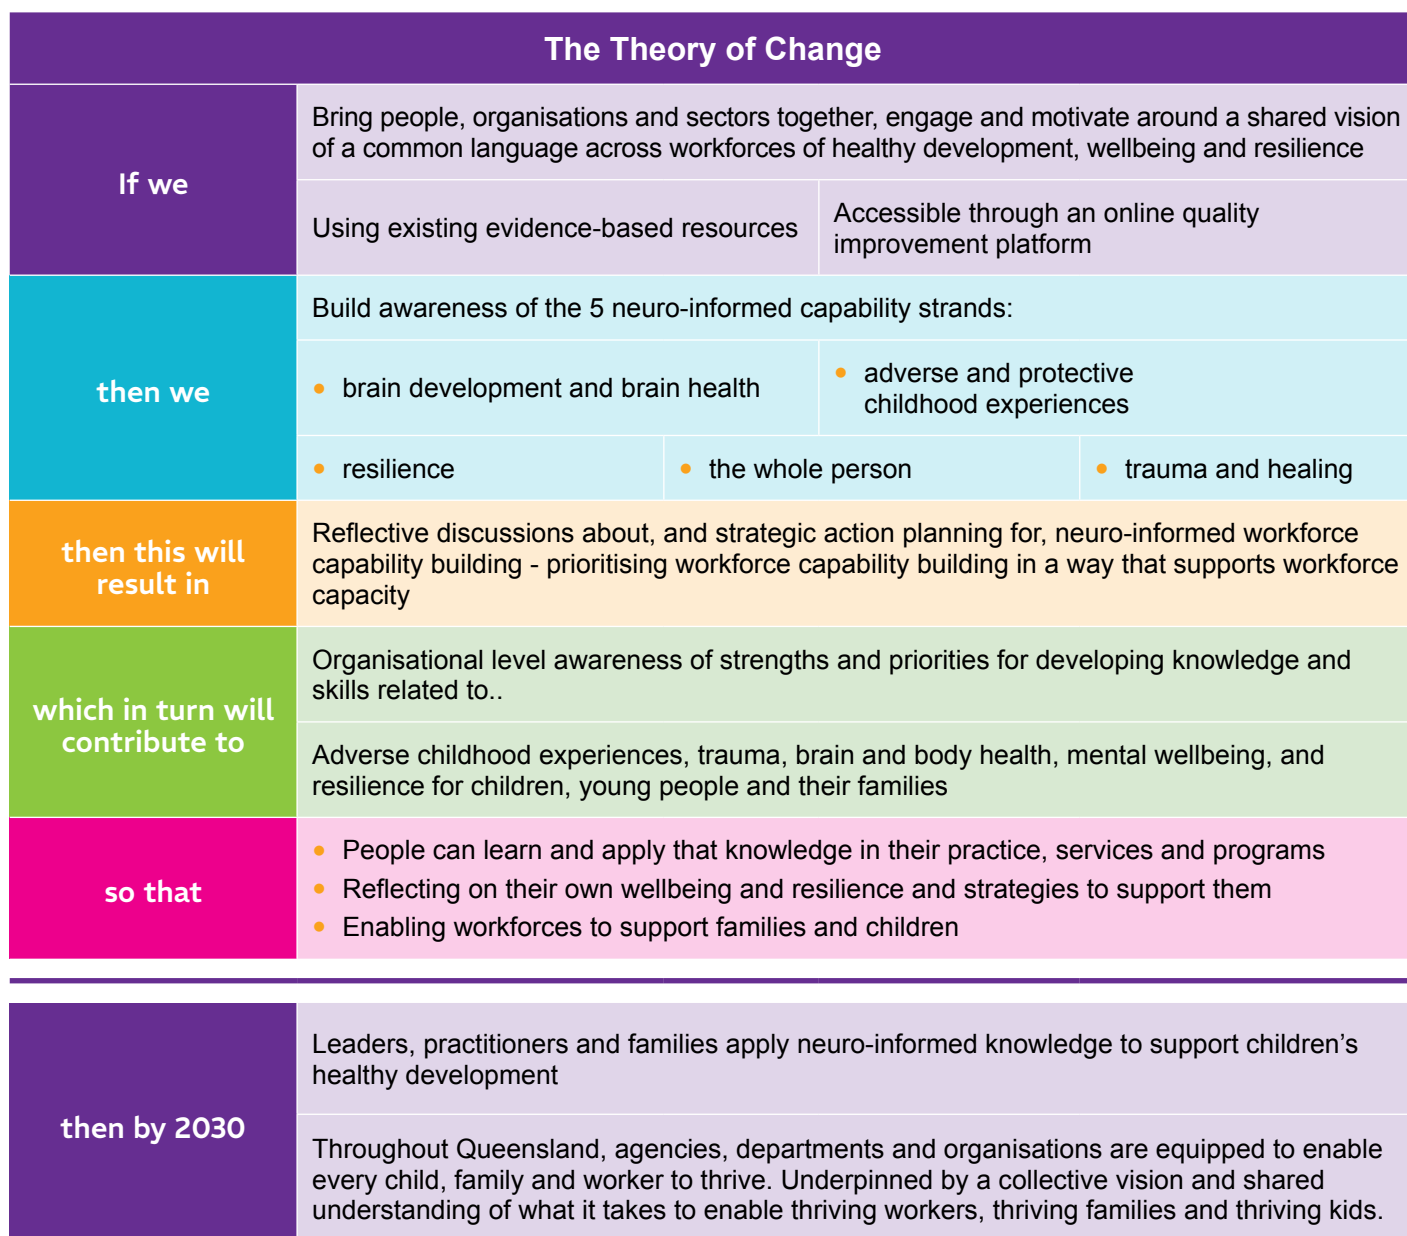 The Theory of Change
If we
Bring people, organisations and sectors together, engage and motivate around a shared vision
of a common language across workforces of healthy development, wellbeing and resilience
Using existing evidence-based resources
Accessible through an online quality
improvement platform
then we
Build awareness of the 5 neuro-informed capability strands:
• brain development and brain health
• adverse and protective
childhood experiences
• resilience
• the whole person
• trauma and healing
then this will
result in
Reflective discussions about, and strategic action planning for, neuro-informed workforce
capability building - prioritising workforce capability building in a way that supports workforce
capacity
which in turn will
contribute to
Organisational level awareness of strengths and priorities for developing knowledge and
skills related to..
Adverse childhood experiences, trauma, brain and body health, mental wellbeing, and
resilience for children, young people and their families
so that
• People can learn and apply that knowledge in their practice, services and programs
• Reflecting on their own wellbeing and resilience and strategies to support them
• Enabling workforces to support families and children
then by 2030
Leaders, practitioners and families apply neuro-informed knowledge to support children’s
healthy development
Throughout Queensland, agencies, departments and organisations are equipped to enable
every child, family and worker to thrive. Underpinned by a collective vision and shared
understanding of what it takes to enable thriving workers, thriving families and thriving kids.